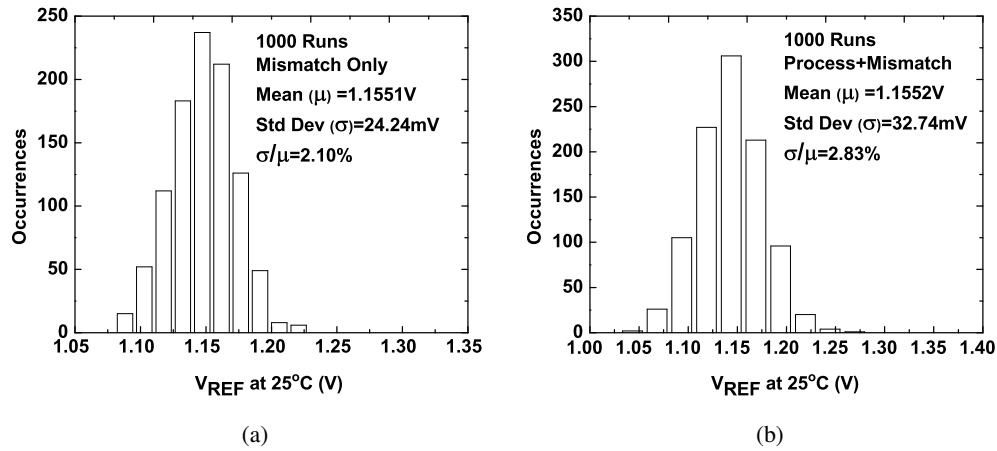 250
200
150
100
50
0
Occurrences
1000 Runs
Mismatch Only
Mean (μ) =1.1551V
Std Dev (σ)=24.24mV
σ/μ=2.10%
1.05 1.10 1.15 1.20 1.25 1.30 1.35
VREF at 25°C (V)
(a)
350
300
250
200
150
100
50
0
Occurrences
1000 Runs
Process+Mismatch
Mean (μ) =1.1552V
Std Dev (σ)=32.74mV
σ/μ=2.83%
1.00 1.05 1.10 1.15 1.20 1.25 1.30 1.40
VREF at 25°C (V)
(b)